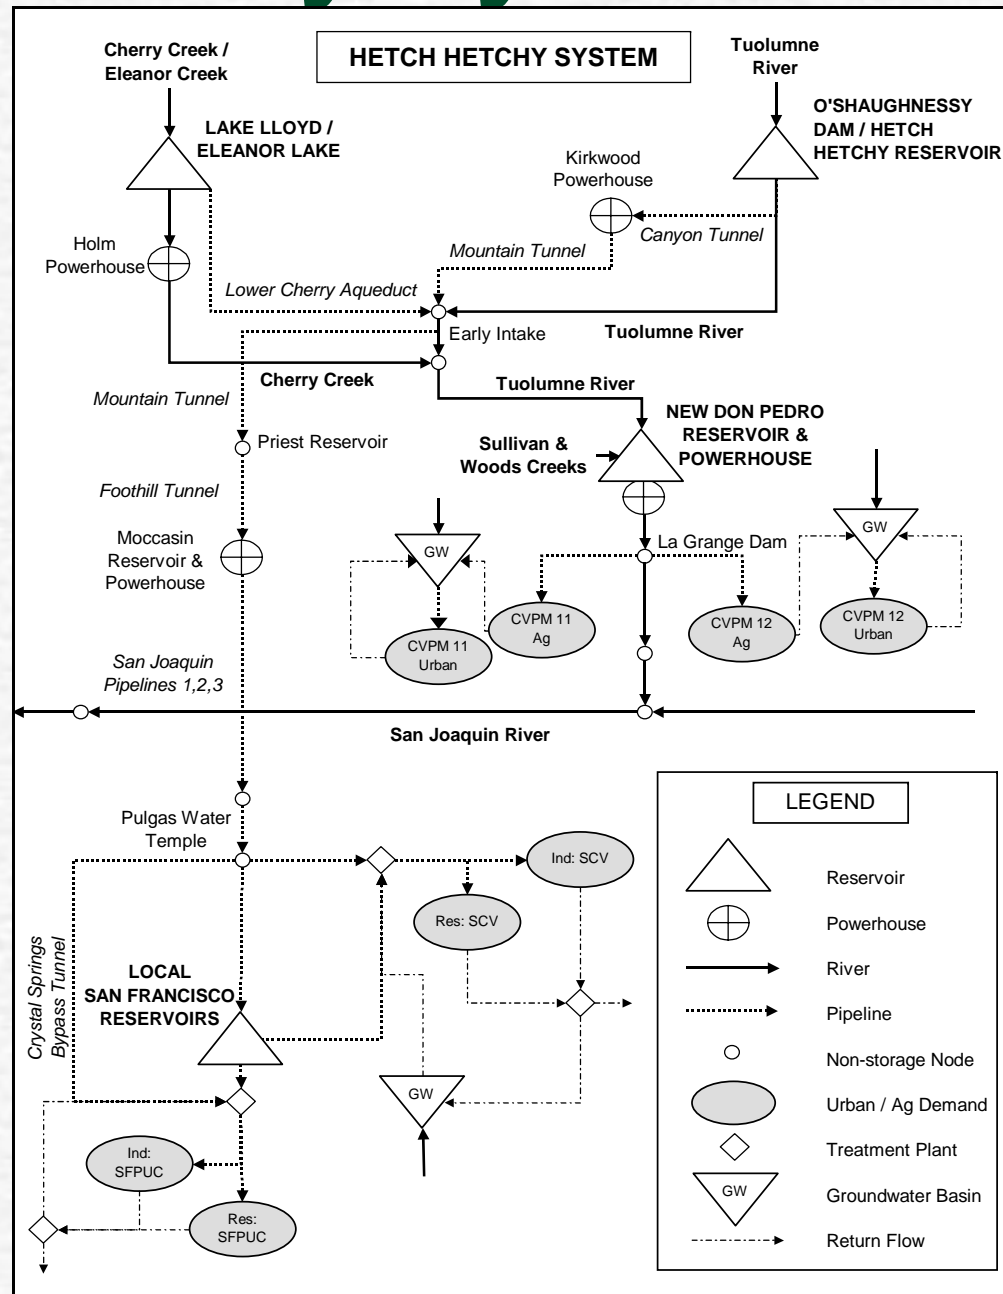 Cherry Creek /
Eleanor Creek
HETCH HETCHY SYSTEM
Tuolumne
River
LAKE LLOYD /
ELEANOR LAKE
O'SHAUGHNESSY
DAM / HETCH
HETCHY RESERVOIR
Kirkwood
Powerhouse
Holm
Powerhouse
Mountain Tunnel
Canyon Tunnel
Lower Cherry Aqueduct
Early Intake
Tuolumne River
Cherry Creek
Tuolumne River
Mountain Tunnel
Priest Reservoir
Sullivan &
Woods Creeks
NEW DON PEDRO
RESERVOIR &
POWERHOUSE
Foothill Tunnel
Moccasin
Reservoir &
Powerhouse
GW
La Grange Dam
GW
CVPM 11
Urban
CVPM 11
Ag
CVPM 12
Ag
CVPM 12
Urban
San Joaquin
Pipelines 1,2,3
San Joaquin River
Pulgas Water
Temple
Ind: SCV
Res: SCV
Crystal Springs
Bypass Tunnel
LOCAL
SAN FRANCISCO
RESERVOIRS
GW
Ind:
SFPUC
Res:
SFPUC
LEGEND
Reservoir
Powerhouse
River
Pipeline
Non-storage Node
Urban / Ag Demand
Treatment Plant
GW
Groundwater Basin
Return Flow